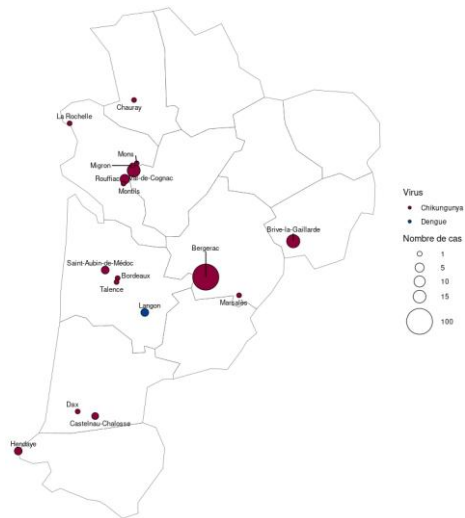 Chauray
La Rochelle
Mons
Migron
Rouffiac
de-Cognac
Montils
Virus
Chikungunya
Dengue
Nombre de cas
1
5
10
15
100
Brive-la-Gaillarde
Bergerac
Saint-Aubin-de-Médoc
Bordeaux
Talence
Langon
Dax
Castelnau-Chalosse
Hendaye